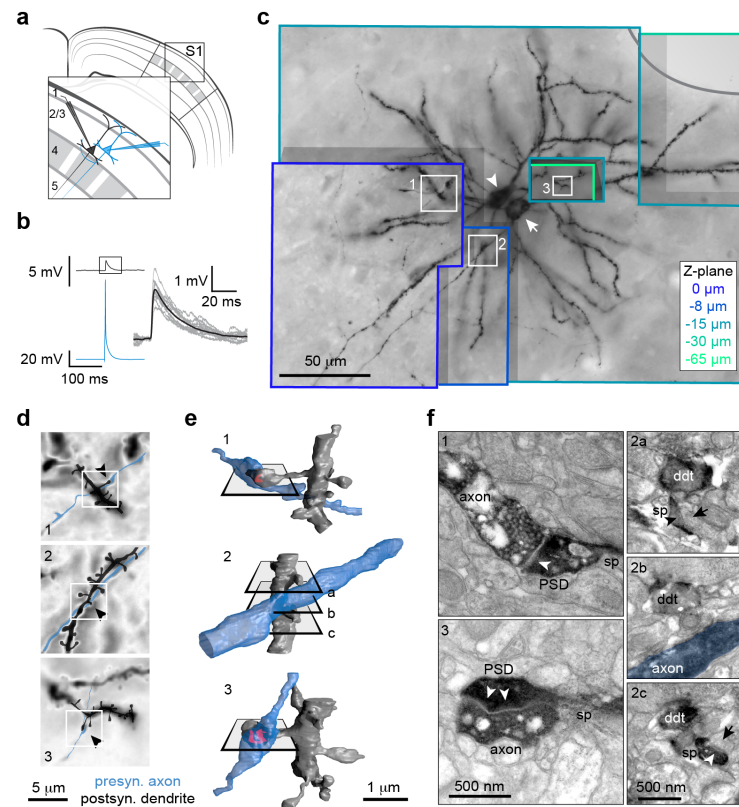 a
S1
1
2/3
4
5
b
5 mV
1 mV
20 ms
20 mV
100 ms
c
1
3
2
50 µm
Z-plane
0 µm
-8 µm
-15 µm
-30 µm
-65 µm
d
1
2
3
5 µm
presyn. axon
postsyn. dendrite
e
1
2
a
b
c
3
1 µm
f
1
axon
sp
PSD
3
PSD
sp
axon
500 nm
2a
ddt
sp
2b
ddt
axon
2c
ddt
sp
500 nm